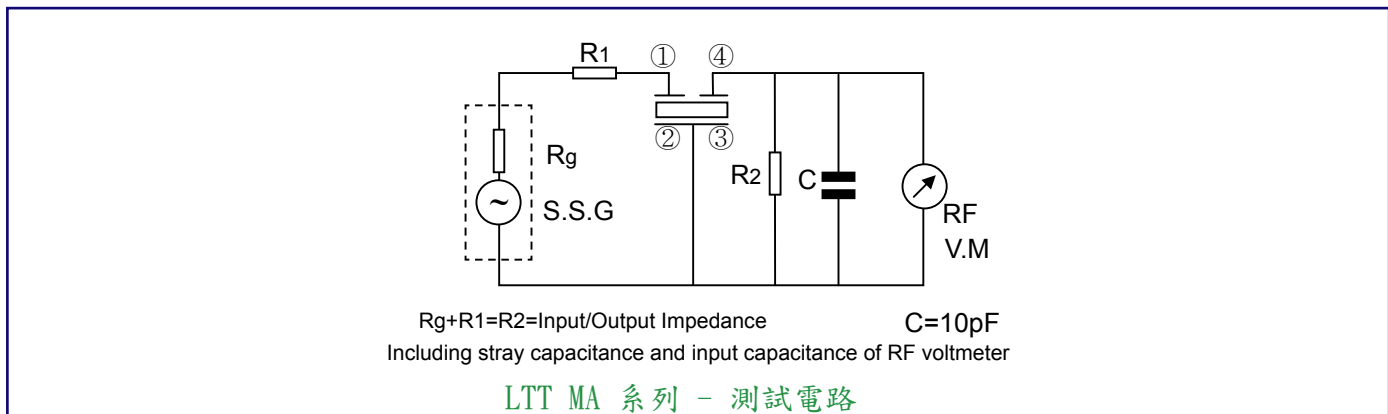 R1
①
④
②
③
Rg
~
S.S.G
R2
C
RF
V.M
Rg+R1=R2=Input/Output Impedance
C=10pF
Including stray capacitance and input capacitance of RF voltmeter
LTT MA 系列 - 測試電路